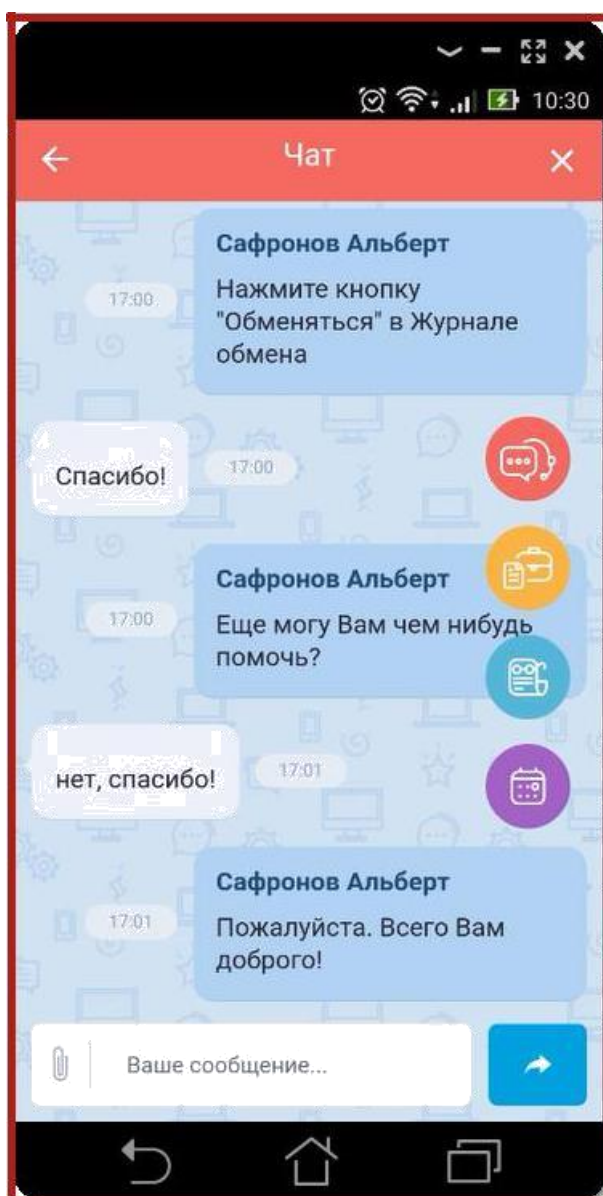 10:30
Чат
Сафронов Альберт
17:00
Нажмите кнопку
"Обменяться" в Журнале
обмена
Спасибо!
17:00
Сафронов Альберт
17:00
Еще могу Вам чем нибудь
помочь?
нет, спасибо!
17:01
Сафронов Альберт
17:01
Пожалуйста. Всего Вам
доброго!
Ваше сообщение...